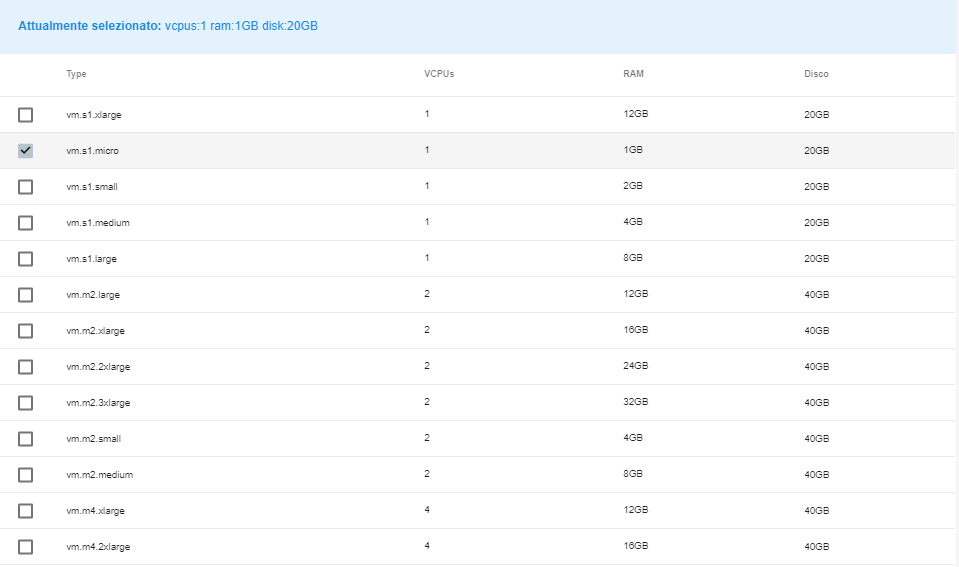 Attualmente selezionato: vcpus:1 ram:1GB disk:20GB
Type VCPUs RAM Disco
vm.s1.xlarge 1 12GB 20GB
vm.s1.micro 1 1GB 20GB
vm.s1.small 1 2GB 20GB
vm.s1.medium 1 4GB 20GB
vm.s1.large 1 8GB 20GB
vm.m2.large 2 12GB 40GB
vm.m2.xlarge 2 16GB 40GB
vm.m2.2xlarge 2 24GB 40GB
vm.m2.3xlarge 2 32GB 40GB
vm.m2.small 2 4GB 40GB
vm.m2.medium 2 8GB 40GB
vm.m4.xlarge 4 12GB 40GB
vm.m4.2xlarge 4 16GB 40GB